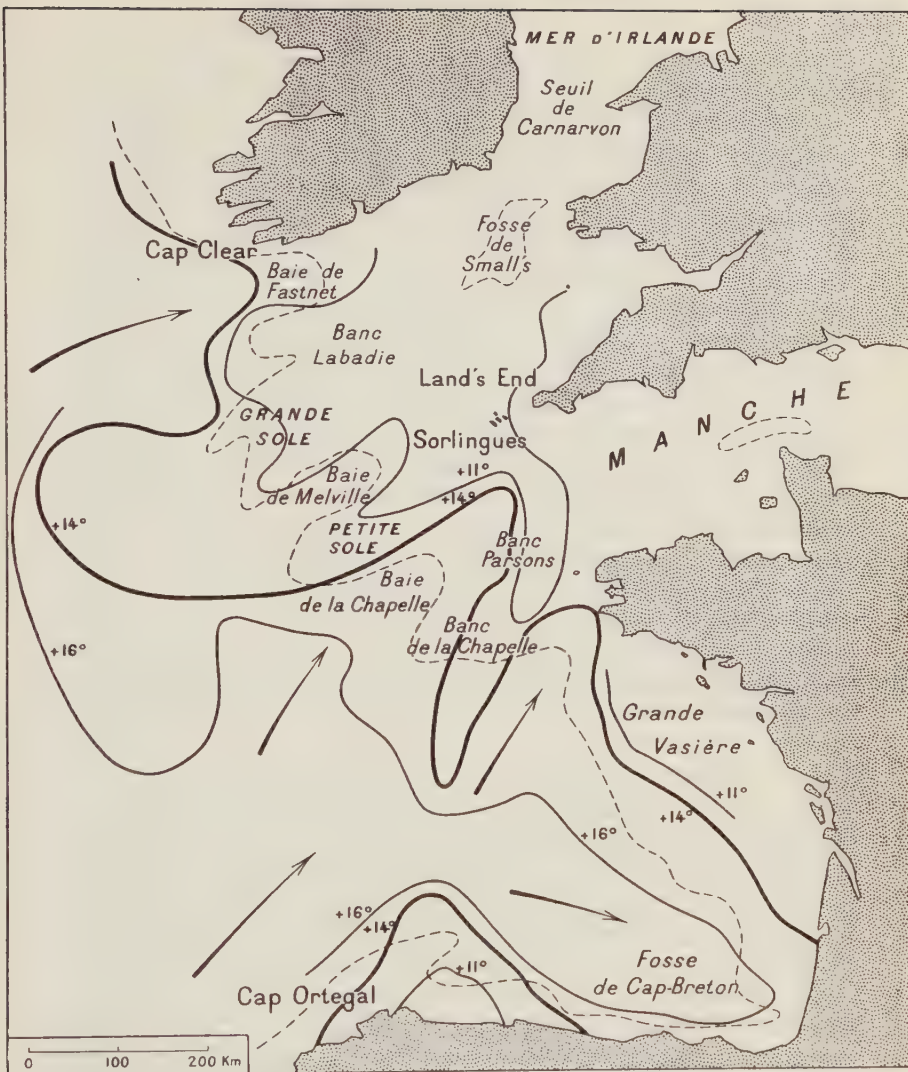 MER D'IRLANDE
Seuil
de
Carnarvon
Fosse
de
Small's
Cap Clear
Baie de
Fastnet
Banc
Labadie
Land's End
GRANDE
SOLE
Sorlingues
MANCHE
+11°
+14°
Baie
de Melville
+14°
PETITE
SOLE
Banc
Parsons
Baie
de la Chapelle
Banc
de la Chapelle
+16°
Grande
Vasière
+11°
+14°
+16°
+16°
+14°
+11°
Fosse
de Cap-Breton
Cap Ortegal
0 100 200 Km